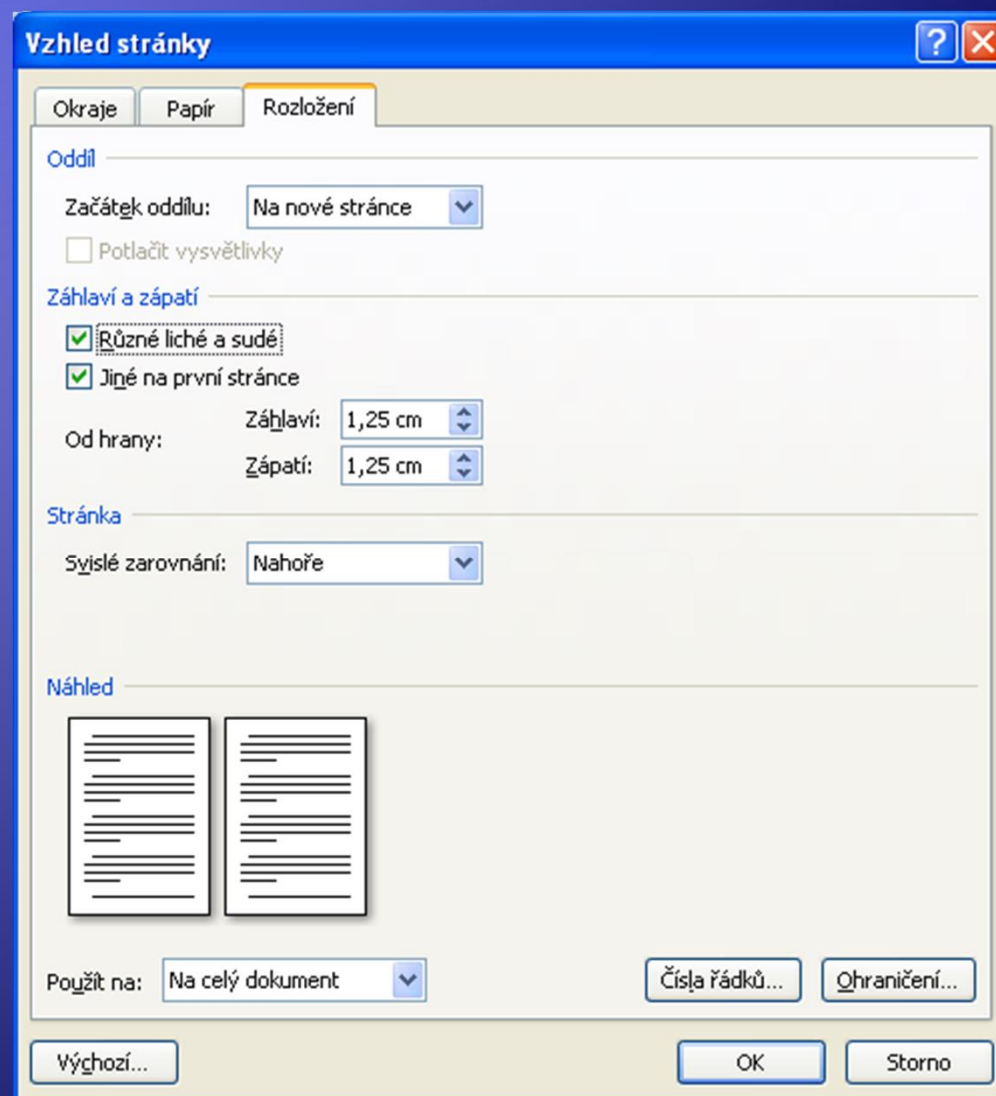 Vzhled stránky
Okraje Papír Rozložení
Oddíl
Začátek oddílu: Na nové stránce
Potlačit vysvětlivky
Záhlaví a zápatí
Různé liché a sudé
Jiné na první stránce
Od hrany:
Záhlaví: 1,25 cm
Zápatí: 1,25 cm
Stránka
Svislé zarovnání: Nahoře
Náhled
Použít na: Na celý dokument Čísla řádků... Ohraničení...
Výchozí... OK Storno